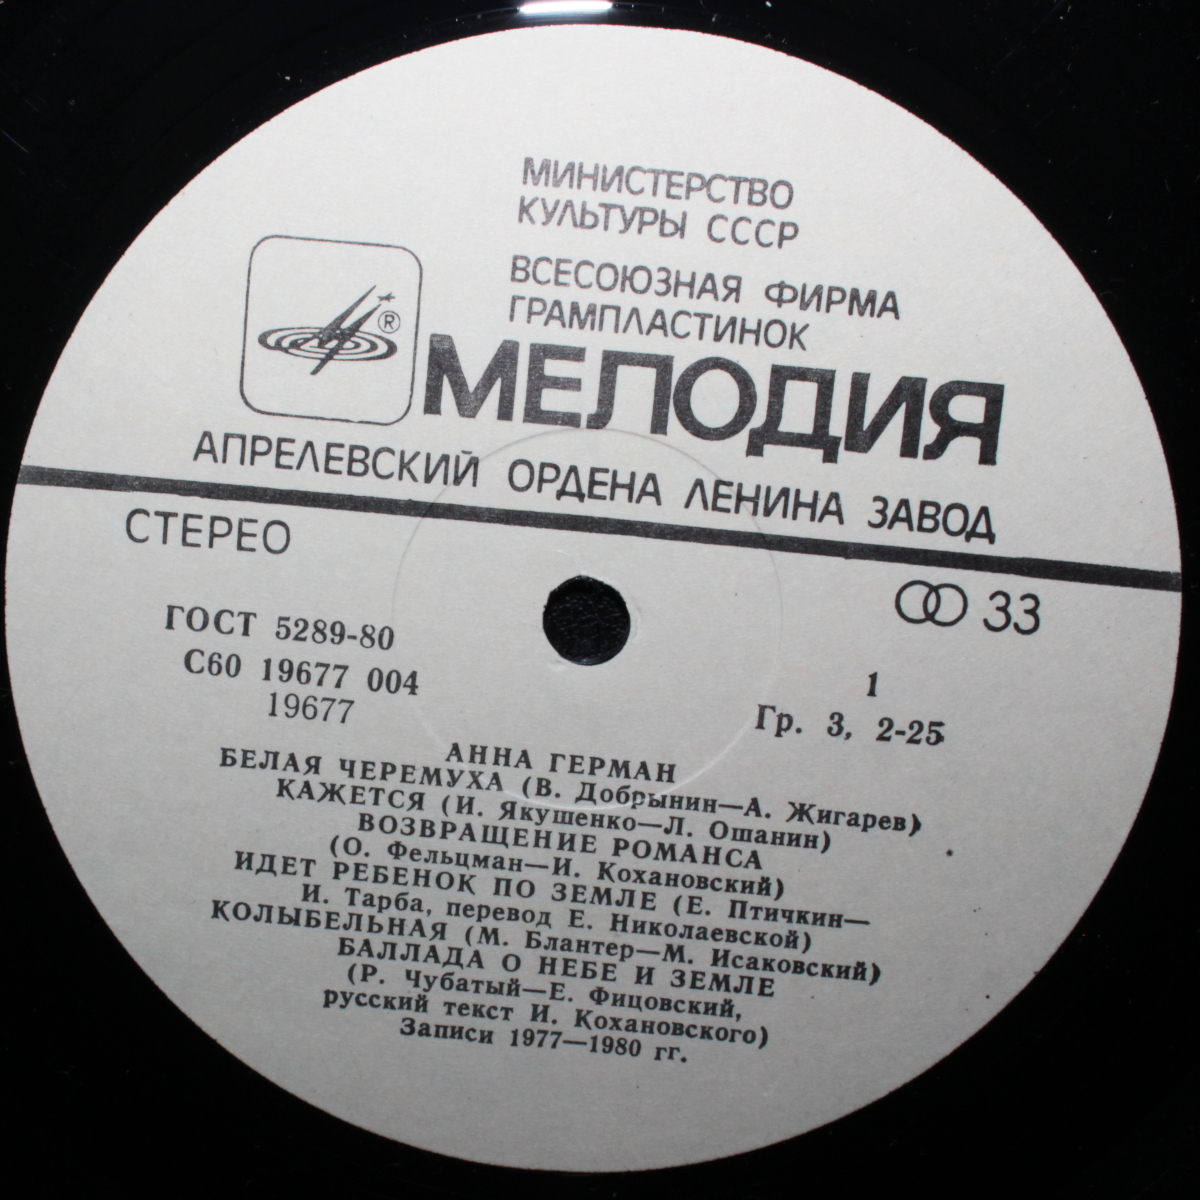 МИНИСТЕРСТВО
КУЛЬТУРЫ СССР
ВСЕСОЮЗНАЯ ФИРМА
ГРАМПЛАСТИНОК
®
МЕЛОДИЯ
АПРЕЛЕВСКИЙ ОРДЕНА ЛЕНИНА ЗАВОД
СТЕРЕО
33
ГОСТ 5289-80
С60 19677 004
19677
1
Гр. 3, 2-25
АННА ГЕРМАН
БЕЛАЯ ЧЕРЕМУХА (В. Добрынин—А. Жигарев)
КАЖЕТСЯ (И. Якушенко—Л. Ошанин)
ВОЗВРАЩЕНИЕ РОМАНСА
(О. Фельцман—И. Кохановский)
ИДЕТ РЕБЕНОК ПО ЗЕМЛЕ (Е. Птичкин—
И. Тарба, перевод Е. Николаевской)
КОЛЫБЕЛЬНАЯ (М. Блантер—М. Исаковский)
БАЛЛАДА О НЕБЕ И ЗЕМЛЕ
(Р. Чубатый—Е. Фицовский,
русский текст И. Кохановского)
Записи 1977—1980 гг.